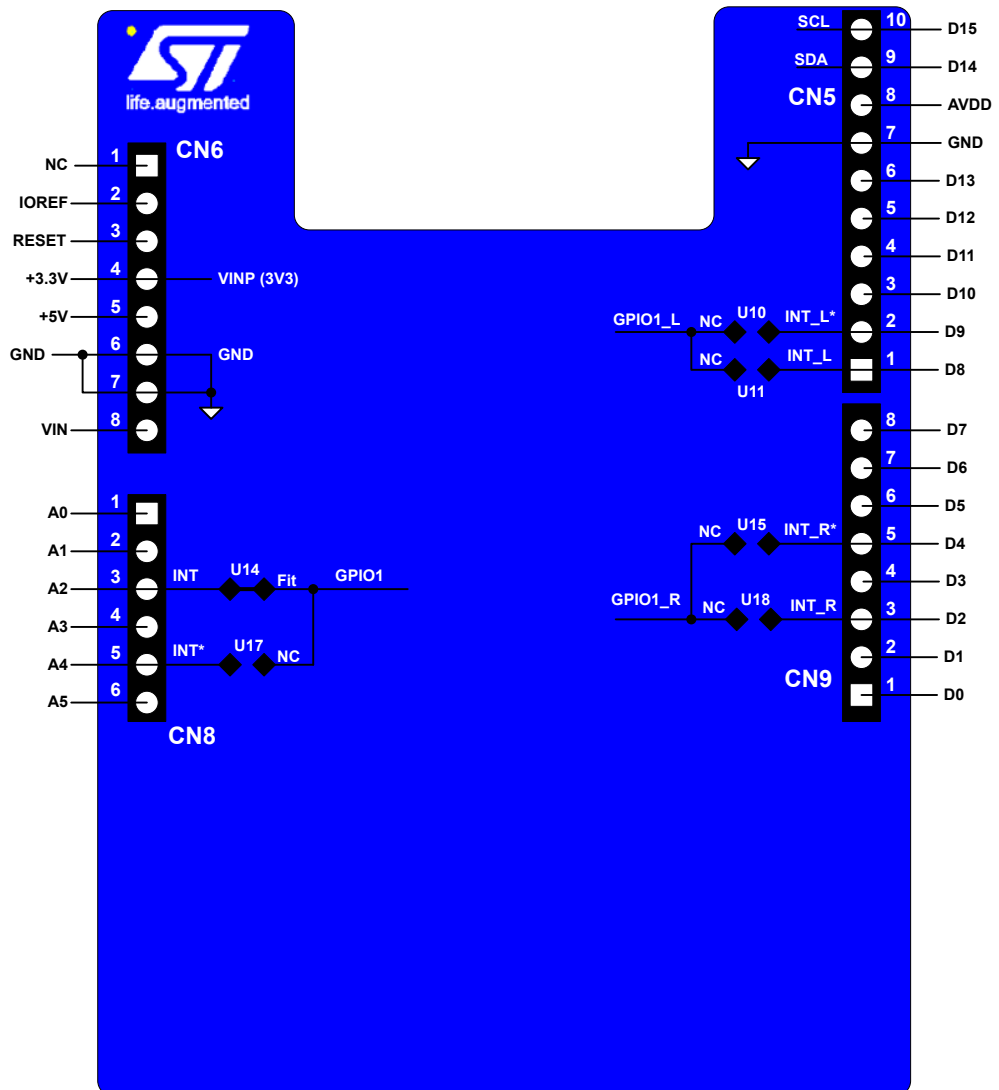 life.augmented
CN6
NC 1
IOREF 2
RESET 3
+3.3V 4 VINP (3V3)
+5V 5
GND 6 GND
7
VIN 8
A0 1
A1 2
A2 3 INT U14 Fit GPIO1
A3 4
A4 5 INT* U17 NC
A5 6
CN8
SCL 10 D15
SDA 9 D14
CN5 8 AVDD
7 GND
6 D13
5 D12
4 D11
3 D10
GPIO1_L NC U10 INT_L* 2 D9
NC U11 INT_L 1 D8
8 D7
7 D6
6 D5
NC U15 INT_R* 5 D4
4 D3
GPIO1_R NC U18 INT_R 3 D2
2 D1
CN9 1 D0